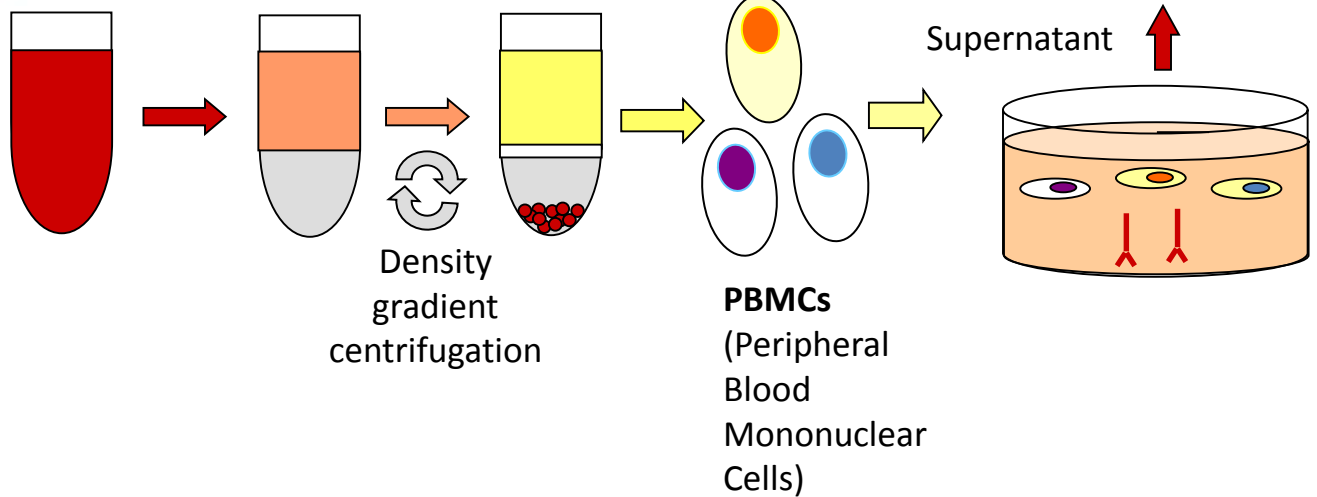 Supernatant
Density
gradient
centrifugation
PBMCs
(Peripheral
Blood
Mononuclear
Cells)